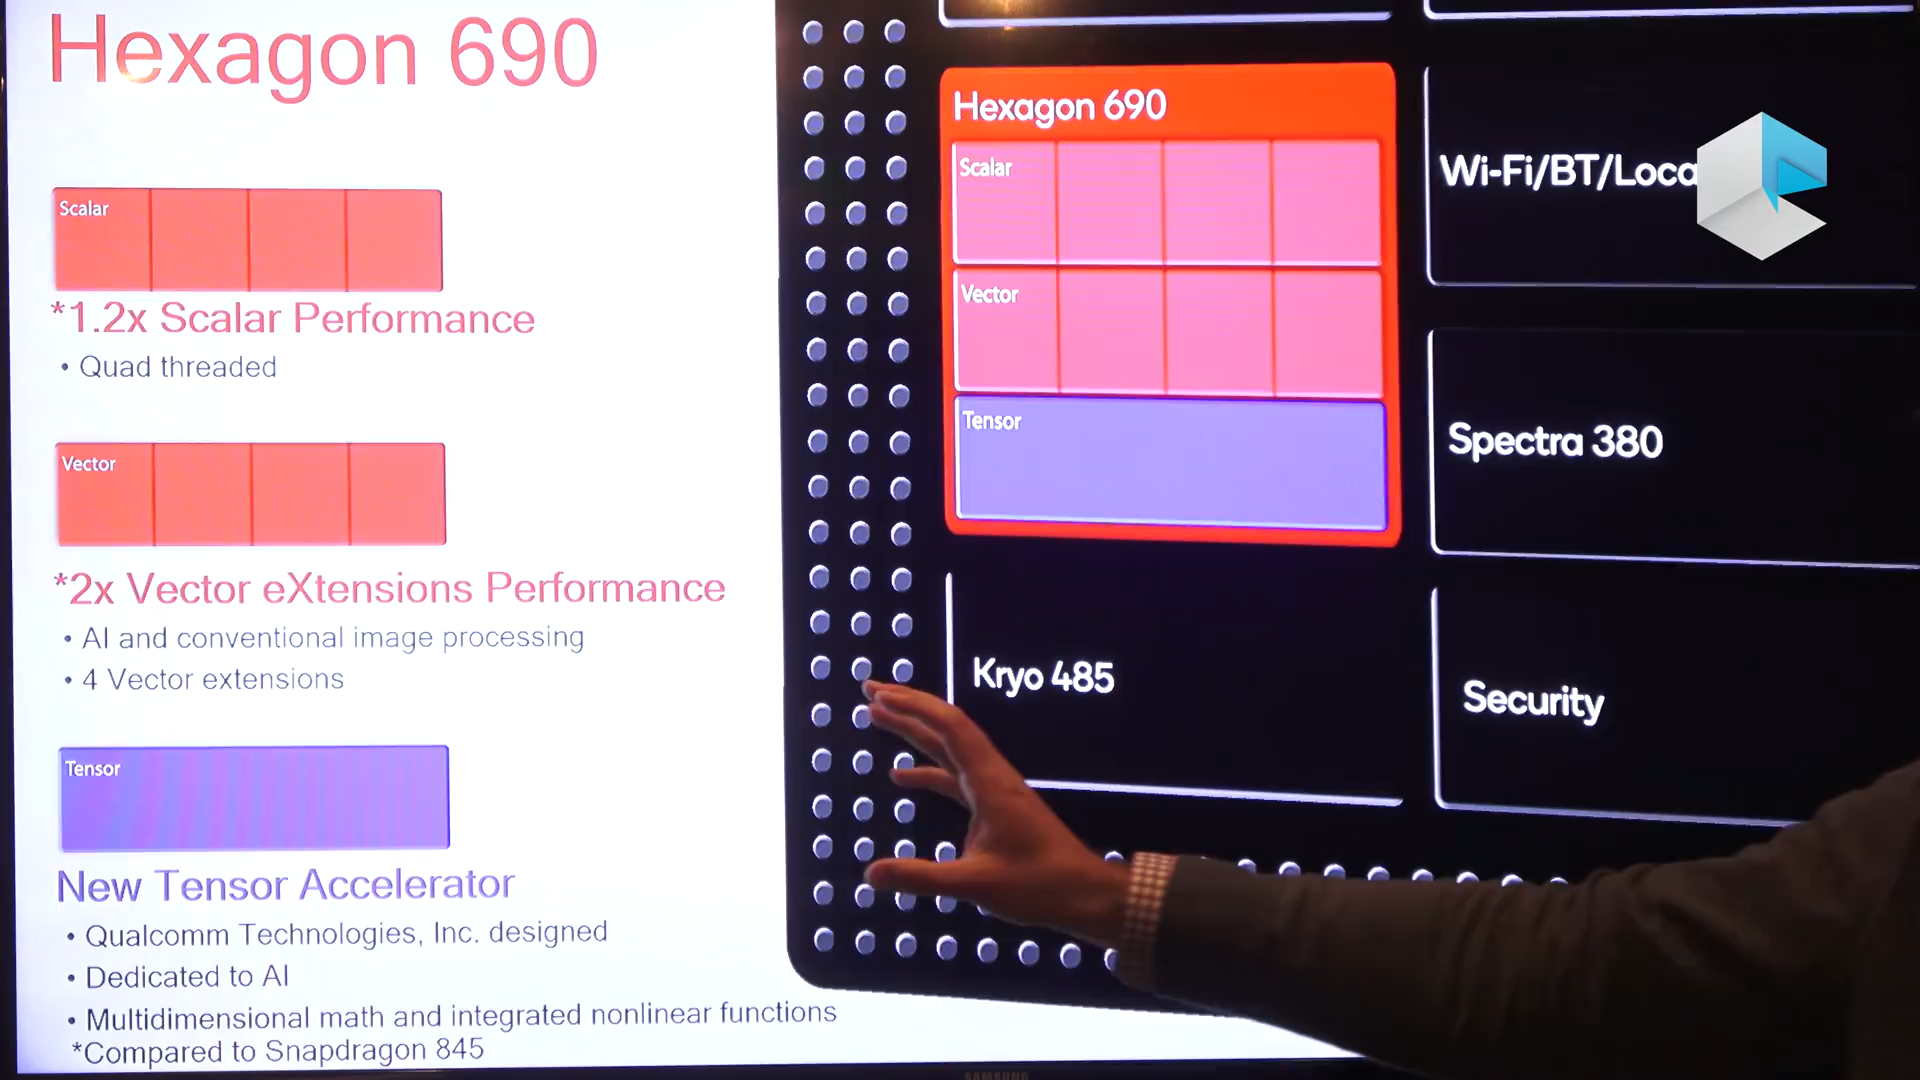 Hexagon 690
Scalar
*1.2x Scalar Performance
• Quad threaded
Vector
*2x Vector eXtensions Performance
• AI and conventional image processing
• 4 Vector extensions
Tensor
New Tensor Accelerator
• Qualcomm Technologies, Inc. designed
• Dedicated to AI
• Multidimensional math and integrated nonlinear functions
*Compared to Snapdragon 845
Hexagon 690
Scalar
Vector
Tensor
Kryo 485
Wi-Fi/BT/Loca
Spectra 380
Security
SAMSUNG